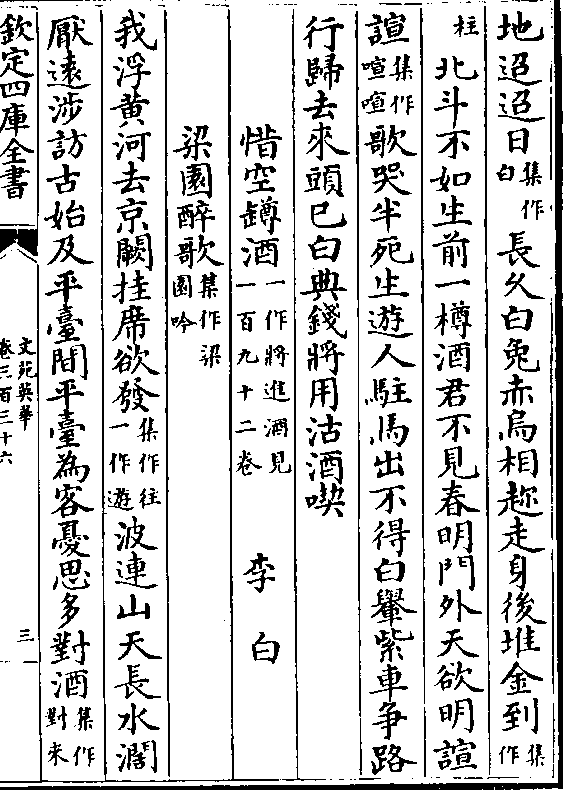 地迢迢日集作白長久白兔赤烏相趂走身後堆金到集作
柱北斗不如生前一樽酒君不見春明門外天欲明諠
諠集作喧喧歌哭半死生遊人駐馬出不得白轝紫車争路
行歸去來頭巳白典錢將用沽酒喫
惜空罇酒一作將進酒見一百九十二卷 李白
梁園醉歌集作梁園吟
我浮黄河去京闕挂席欲發集作往一作遊波連山天長水濶
厭遠涉訪古始及平臺間平臺為客憂思多對酒集作對来
欽定四庫全書 文苑英華卷三百三十六 三